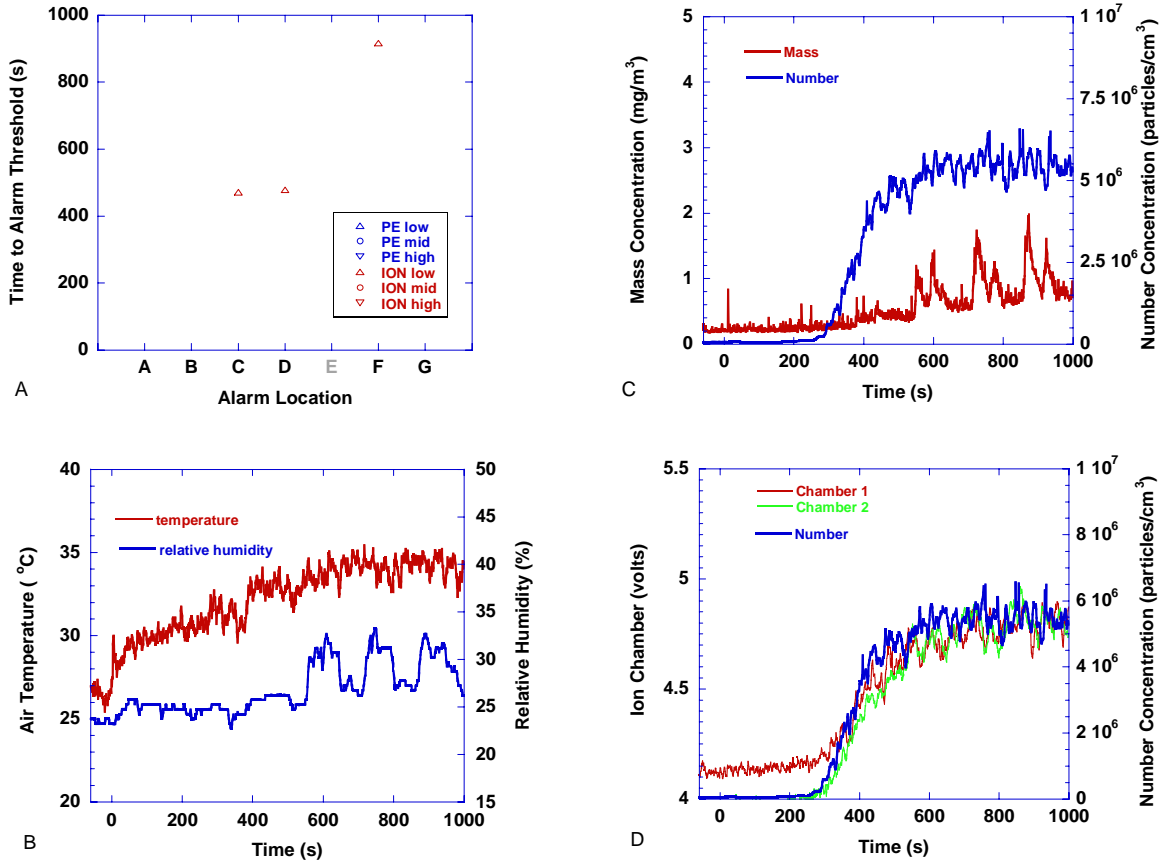 1000
800
600
400
200
0
Time to Alarm Threshold (s)
PE low
PE mid
PE high
ION low
ION mid
ION high
A B C D E F G
Alarm Location
A
5
4
3
2
1
0
Mass Concentration (mg/m3)
Mass
Number
1 10^7
7.5 10^6
5 10^6
2.5 10^6
0
Number Concentration (particles/cm3)
0 200 400 600 800 1000
Time (s)
C
40
35
30
25
20
Air Temperature ( °C)
temperature
relative humidity
50
45
40
35
30
25
20
15
Relative Humidity (%)
0 200 400 600 800 1000
Time (s)
B
5.5
5
4.5
4
Ion Chamber (volts)
Chamber 1
Chamber 2
Number
1 10^7
8 10^6
6 10^6
4 10^6
2 10^6
0
Number Concentration (particles/cm3)
0 200 400 600 800 1000
Time (s)
D